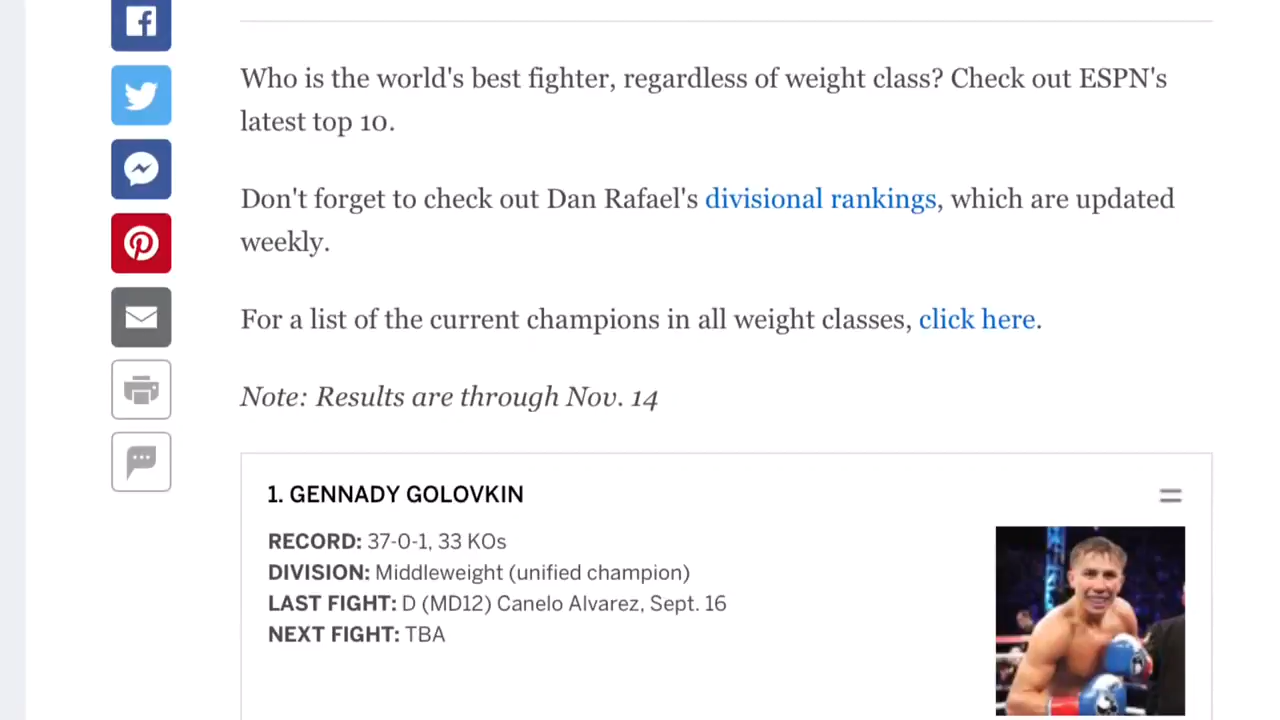 Who is the world's best fighter, regardless of weight class? Check out ESPN's
latest top 10.
Don't forget to check out Dan Rafael's divisional rankings, which are updated
weekly.
For a list of the current champions in all weight classes, click here.
Note: Results are through Nov. 14
1. GENNADY GOLOVKIN
RECORD: 37-0-1, 33 KOs
DIVISION: Middleweight (unified champion)
LAST FIGHT: D (MD12) Canelo Alvarez, Sept. 16
NEXT FIGHT: TBA